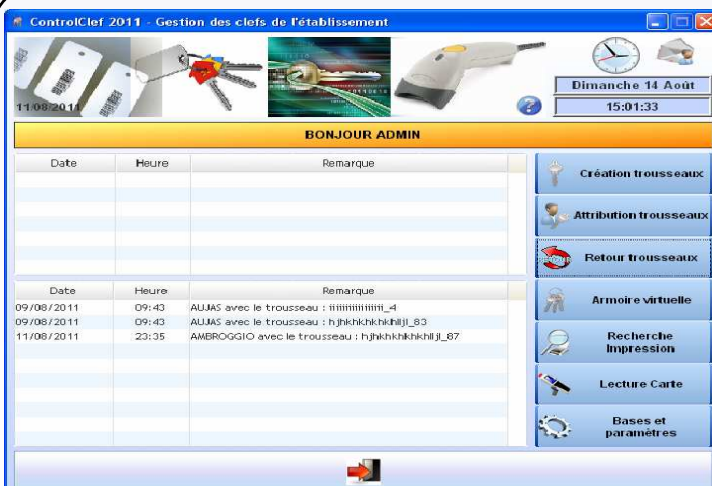 ControlClef 2011 - Gestion des clefs de l'établissement
11/08/2011
Dimanche 14 Août
15:01:33
BONJOUR ADMIN
Date Heure Remarque
Création trousseaux
Attribution trousseaux
Retour trousseaux
Date Heure Remarque
09/08/2011 09:43 AUJAS avec le trousseau :
09/08/2011 09:43 AUJAS avec le trousseau :
11/08/2011 23:35 AMBROGGIO avec le trousseau :
Armoire virtuelle
Recherche
Impression
Lecture Carte
Bases et
paramètres